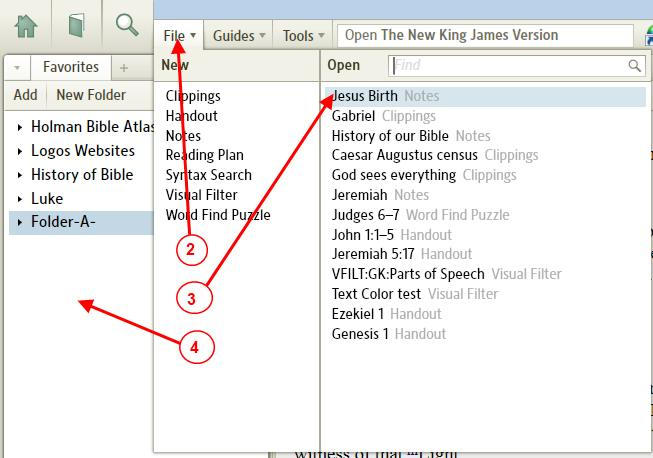 File Guides Tools Open The New King James Version
Favorites +
Add New Folder
Holman Bible Atlas
Logos Websites
History of Bible
Luke
Folder-A-
New
Clippings
Handout
Notes
Reading Plan
Syntax Search
Visual Filter
Word Find Puzzle
Open Find
Jesus Birth Notes
Gabriel Clippings
History of our Bible Notes
Caesar Augustus census Clippings
God sees everything Clippings
Jeremiah Notes
Judges 6–7 Word Find Puzzle
John 1:1–5 Handout
Jeremiah 5:17 Handout
VFILT:GK:Parts of Speech Visual Filter
Text Color test Visual Filter
Ezekiel 1 Handout
Genesis 1 Handout
2
3
4
witness of that Light